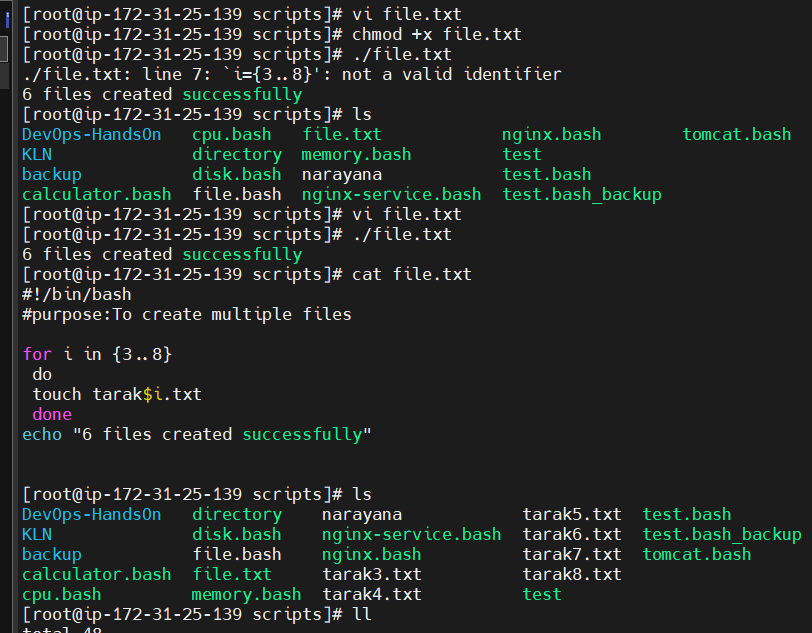 [root@ip-172-31-25-139 scripts]# vi file.txt
[root@ip-172-31-25-139 scripts]# chmod +x file.txt
[root@ip-172-31-25-139 scripts]# ./file.txt
./file.txt: line 7: `i={3..8}': not a valid identifier
6 files created successfully
[root@ip-172-31-25-139 scripts]# ls
DevOps-HandsOn   cpu.bash   file.txt            nginx.bash        tomcat.bash
KLN              directory  memory.bash         test
backup           disk.bash  narayana            test.bash
calculator.bash  file.bash  nginx-service.bash  test.bash_backup
[root@ip-172-31-25-139 scripts]# vi file.txt
[root@ip-172-31-25-139 scripts]# ./file.txt
6 files created successfully
[root@ip-172-31-25-139 scripts]# cat file.txt
#!/bin/bash
#purpose:To create multiple files
for i in {3..8}
do
touch tarak$i.txt
done
echo "6 files created successfully"
[root@ip-172-31-25-139 scripts]# ls
DevOps-HandsOn   directory    narayana            tarak5.txt  test.bash
KLN              disk.bash    nginx-service.bash  tarak6.txt  test.bash_backup
backup           file.bash    nginx.bash          tarak7.txt  tomcat.bash
calculator.bash  file.txt     tarak3.txt          tarak8.txt
cpu.bash         memory.bash  tarak4.txt          test
[root@ip-172-31-25-139 scripts]# ll
total 48